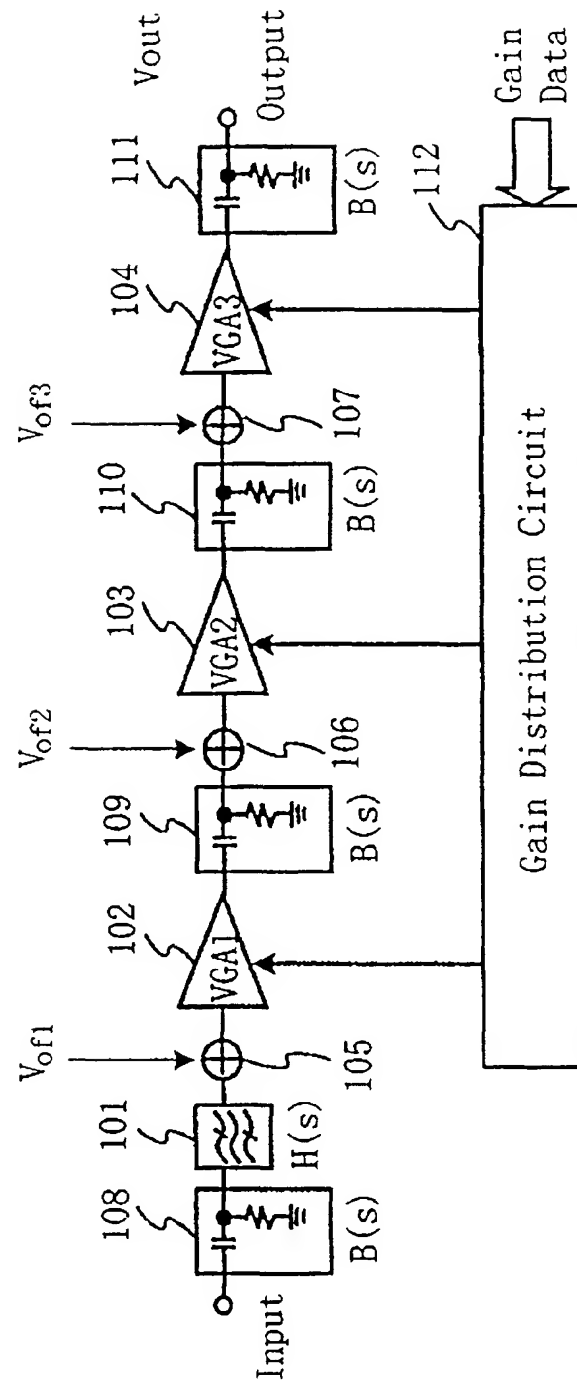 Vof1
Vof2
Vof3
Vout
108
101
102
109
103
110
104
111
Input
VGA1
VGA2
VGA3
Output
B(s)
H(s)
105
B(s)
106
B(s)
107
B(s)
112
Gain Distribution Circuit
Gain
Data